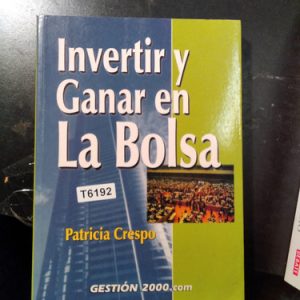 Invertir y
Ganar en
La Bolsa
T6192
Patricia Crespo
GESTIÓN 2000.com